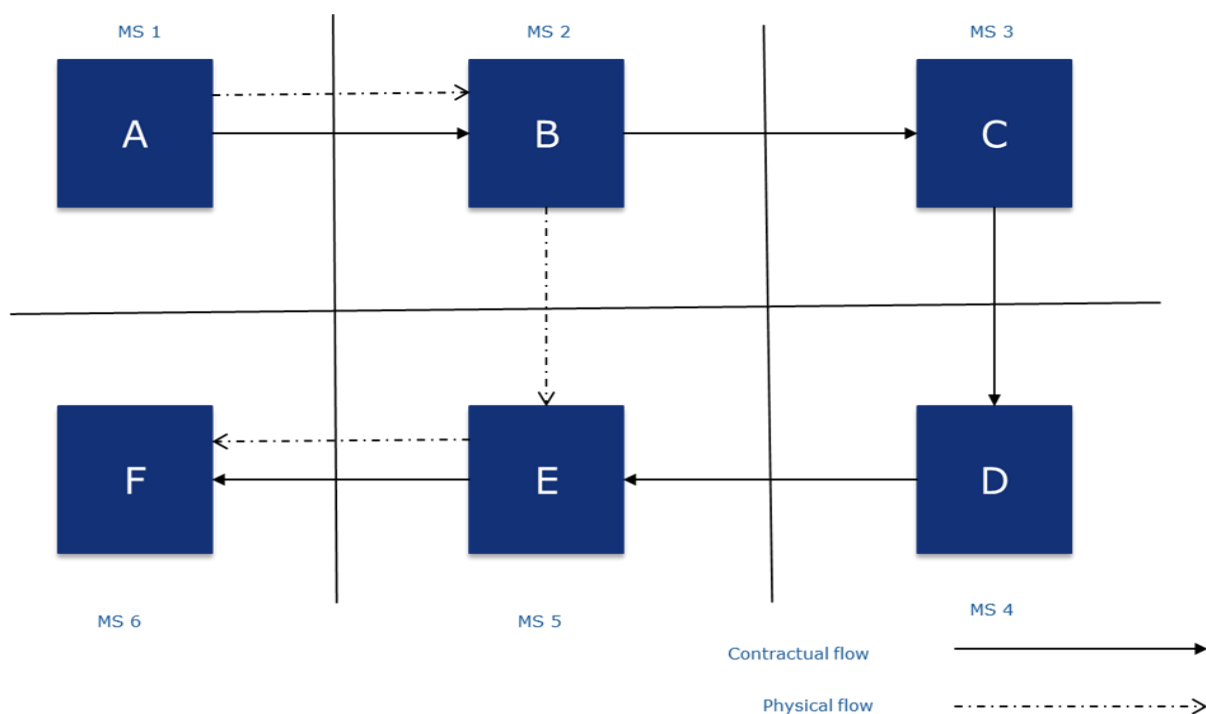 MS 1
MS 2
MS 3
A
B
C
F
E
D
MS 6
MS 5
MS 4
Contractual flow
Physical flow